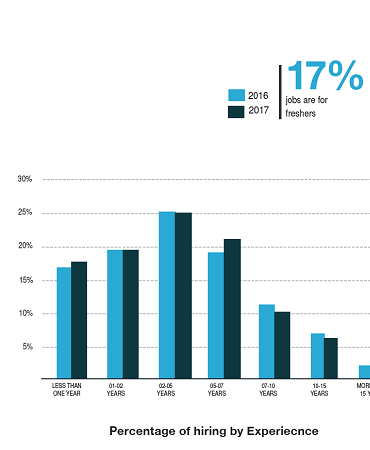 17%
2016
2017
jobs are for
freshers
30%
25%
20%
15%
10%
5%
LESS THAN
ONE YEAR
01-02
YEARS
02-05
YEARS
05-07
YEARS
07-10
YEARS
10-15
YEARS
15
Percentage of hiring by Experiecnce